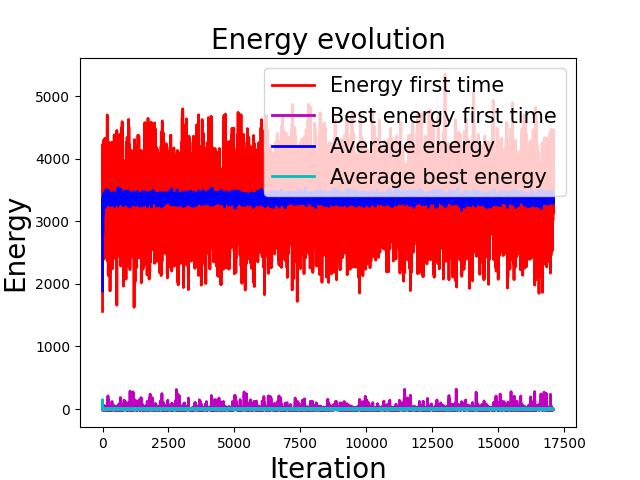 Energy evolution
Energy
5000
4000
3000
2000
1000
0
Energy first time
Best energy first time
Average energy
Average best energy
0 2500 5000 7500 10000 12500 15000 17500
Iteration